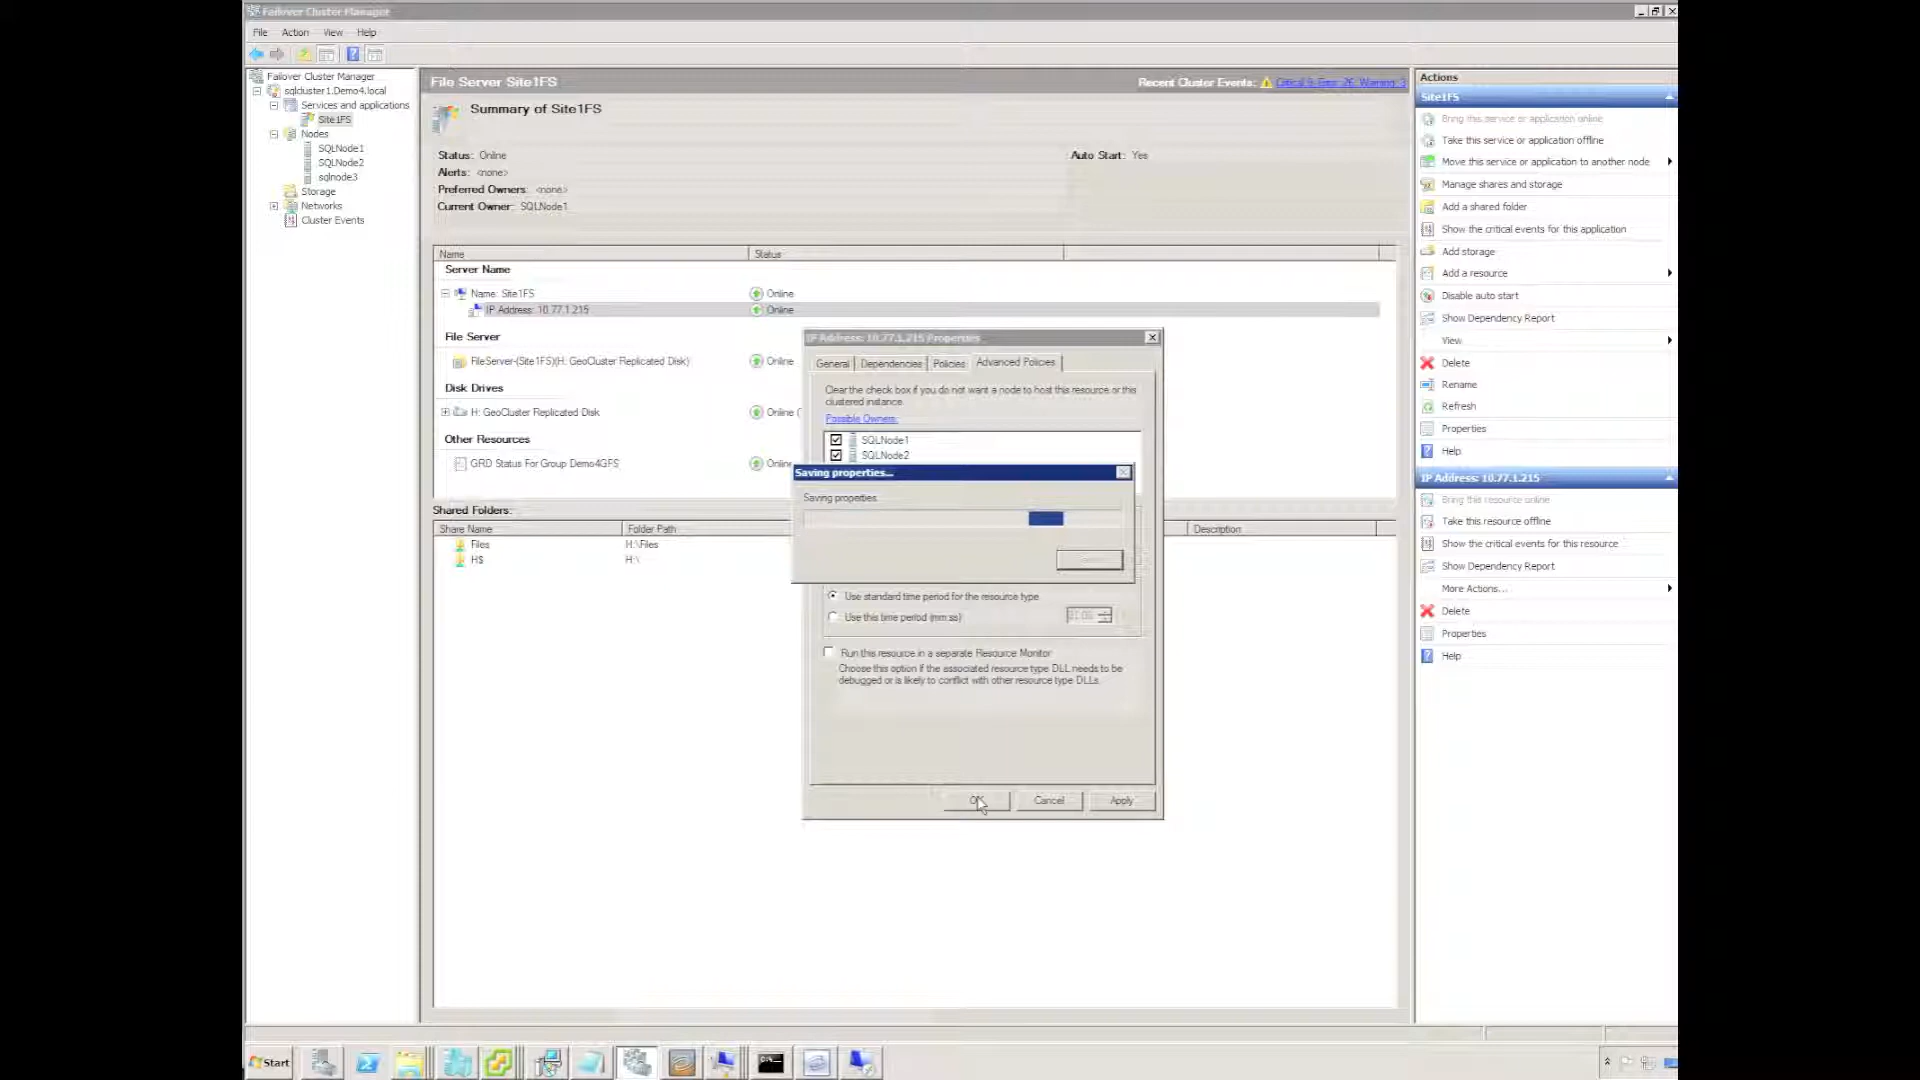 Failover Cluster Manager
File Action View Help
Failover Cluster Manager
sqlcluster1.Demo4.local
Services and applications
Site1FS
Nodes
SQLNode1
SQLNode2
sqlnode3
Storage
Networks
Cluster Events
File Server Site1FS
Recent Cluster Events: Critical 9, Error: 26, Warning: 3
Summary of Site1FS
Status: Online
Auto Start: Yes
Alerts: <none>
Preferred Owners: <none>
Current Owner: SQLNode1
Name Status
Server Name
Name: Site1FS Online
IP Address: 10.77.1.215 Online
File Server
FileServer-(Site1FS)(H: GeoCluster Replicated Disk) Online
Disk Drives
H: GeoCluster Replicated Disk Online (
Other Resources
GRD Status For Group Demo4GFS Online
Shared Folders:
Share Name Folder Path Description
Files H:\Files
H$ H:\
IP Address: 10.77.1.215 Properties
General Dependencies Policies Advanced Policies
Clear the check box if you do not want a node to host this resource or this
clustered instance.
Possible Owners:
SQLNode1
SQLNode2
Saving properties...
Saving properties.
Use standard time period for the resource type
Use this time period (mm:ss)
Run this resource in a separate Resource Monitor
Choose this option if the associated resource type DLL needs to be
debugged or is likely to conflict with other resource type DLLs.
OK Cancel Apply
Actions
Site1FS
Bring this service or application online
Take this service or application offline
Move this service or application to another node
Manage shares and storage
Add a shared folder
Show the critical events for this application
Add storage
Add a resource
Disable auto start
Show Dependency Report
View
Delete
Rename
Refresh
Properties
Help
IP Address: 10.77.1.215
Bring this resource online
Take this resource offline
Show the critical events for this resource
Show Dependency Report
More Actions...
Delete
Properties
Help
Start